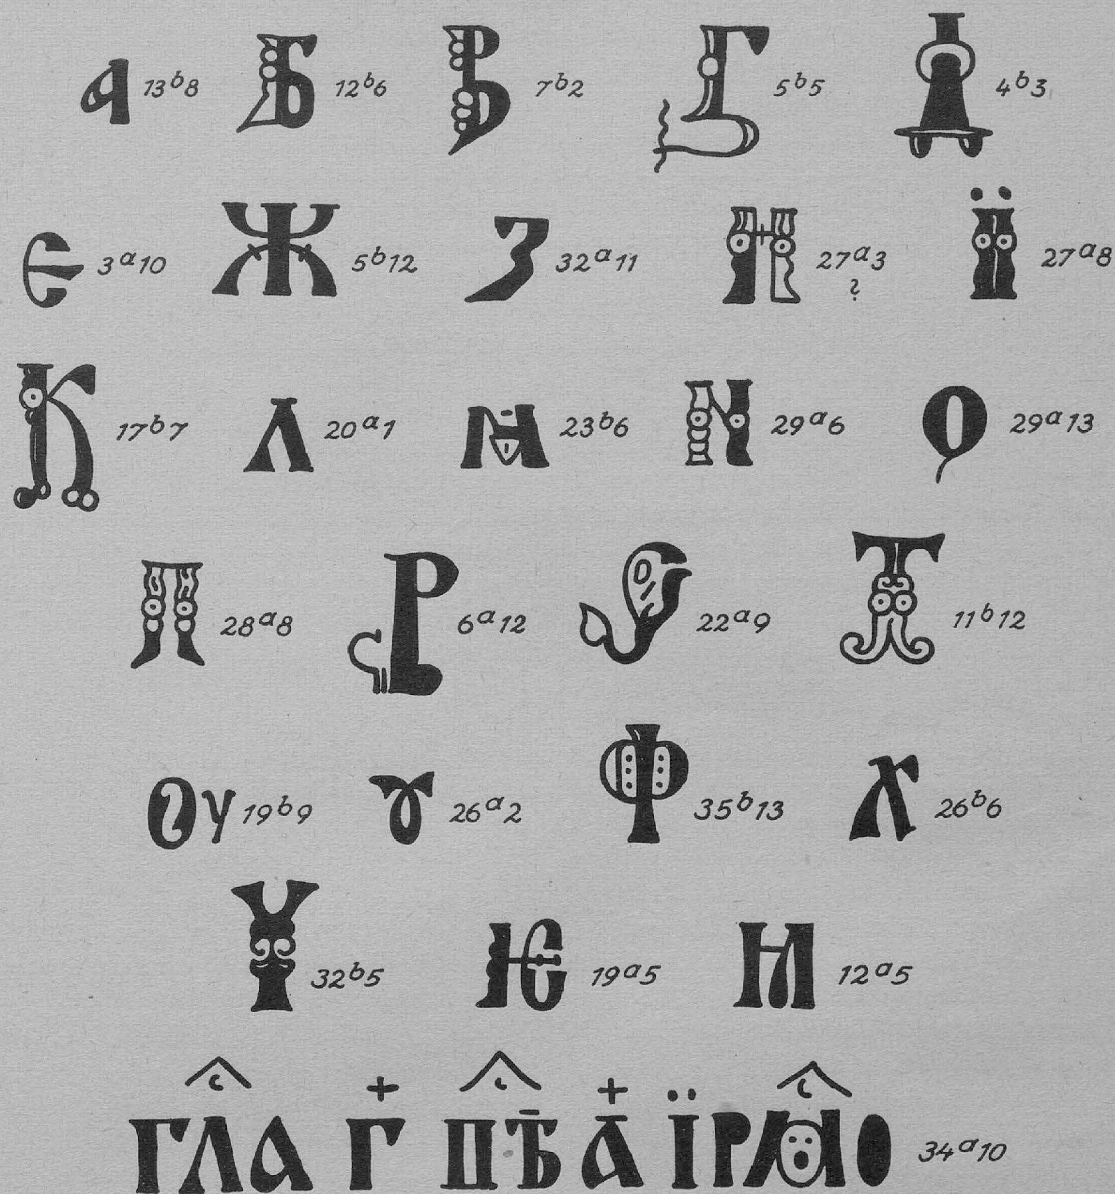 а 13ᵇ8 Б 12ᵇ6 В 7ᵇ2 Г 5ᵇ5 Д 4ᵇ3
Є 3ᵃ10 Ж 5ᵇ12 З 32ᵃ11 Н 27ᵃ3 ? Ї 27ᵃ8
К 17ᵇ7 Л 20ᵃ1 М 23ᵇ6 N 29ᵃ6 О 29ᵃ13
П 28ᵃ8 Р 6ᵃ12 С 22ᵃ9 Т 11ᵇ12
Оу 19ᵇ9 Ꙋ 26ᵃ2 Ф 35ᵇ13 Х 26ᵇ6
Ч 32ᵇ5 Ѥ 19ᵃ5 Ꙗ 12ᵃ5
ГЛА Г ПѢ А ЇР О 34ᵃ10